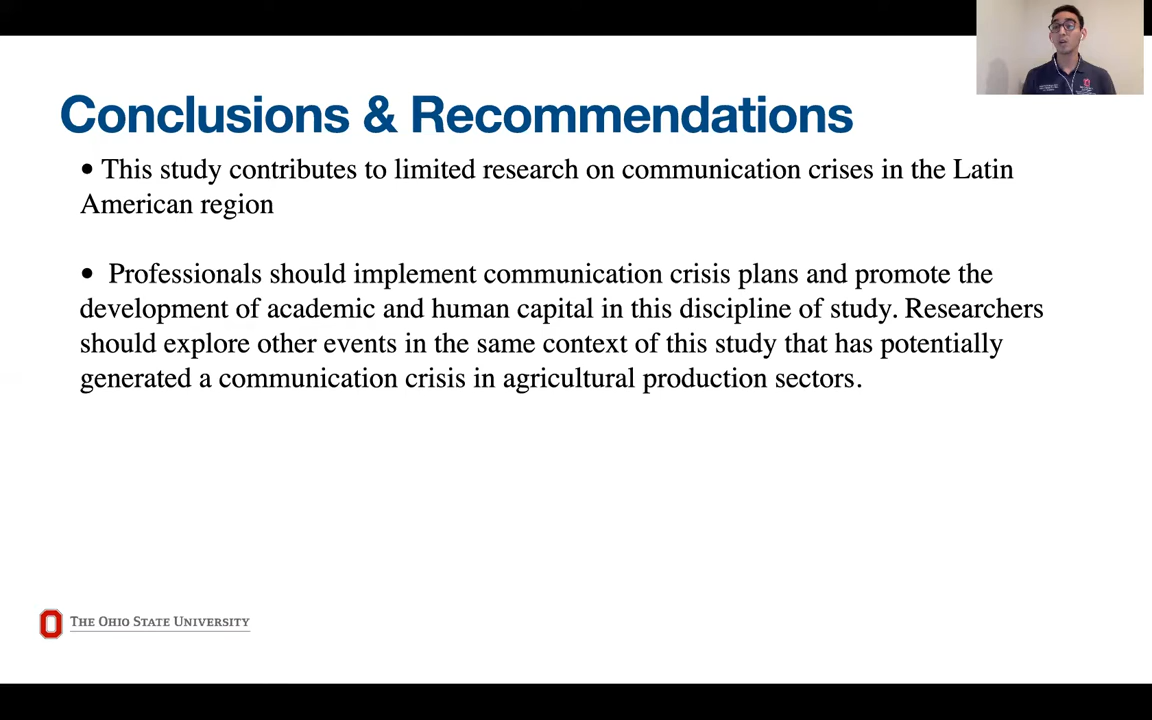 Conclusions & Recommendations
• This study contributes to limited research on communication crises in the Latin
American region
• Professionals should implement communication crisis plans and promote the
development of academic and human capital in this discipline of study. Researchers
should explore other events in the same context of this study that has potentially
generated a communication crisis in agricultural production sectors.
THE OHIO STATE UNIVERSITY